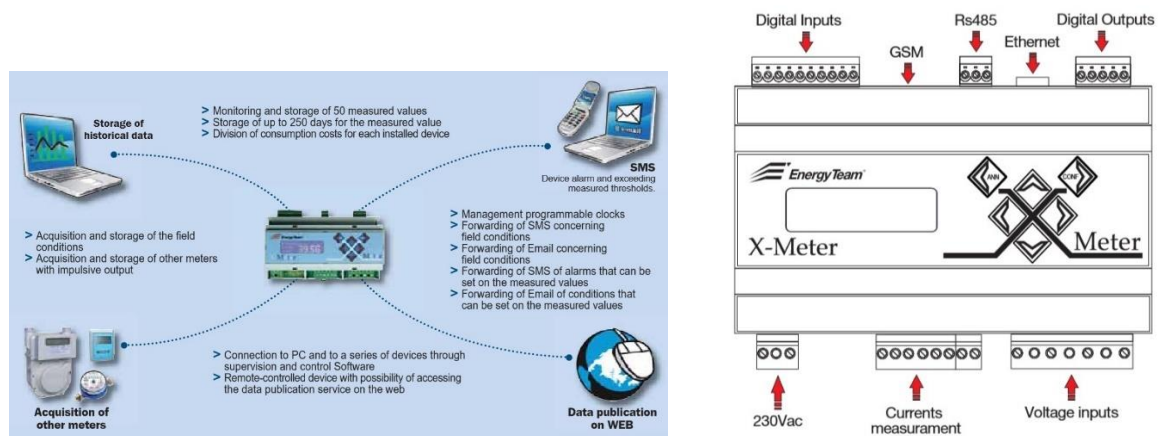 > Monitoring and storage of 50 measured values
> Storage of up to 250 days for the measured value
> Division of consumption costs for each installed device
Storage of
historical data
SMS
Device alarm and exceeding
measured thresholds.
> Acquisition and storage of the field
conditions
> Acquisition and storage of other meters
with impulsive output
> Management programmable clocks
> Forwarding of SMS concerning
field conditions
> Forwarding of Email concerning
field conditions
> Forwarding of SMS of alarms that can be
set on the measured values
> Forwarding of Email of conditions that
can be set on the measured values
> Connection to PC and to a series of devices through
supervision and control Software
> Remote-controlled device with possibility of accessing
the data publication service on the web
Acquisition of
other meters
Data publication
on WEB
Digital Inputs
GSM
Rs485
Ethernet
Digital Outputs
EnergyTeam
ANN
CONF
X-Meter
Meter
230Vac
Currents
measurament
Voltage inputs